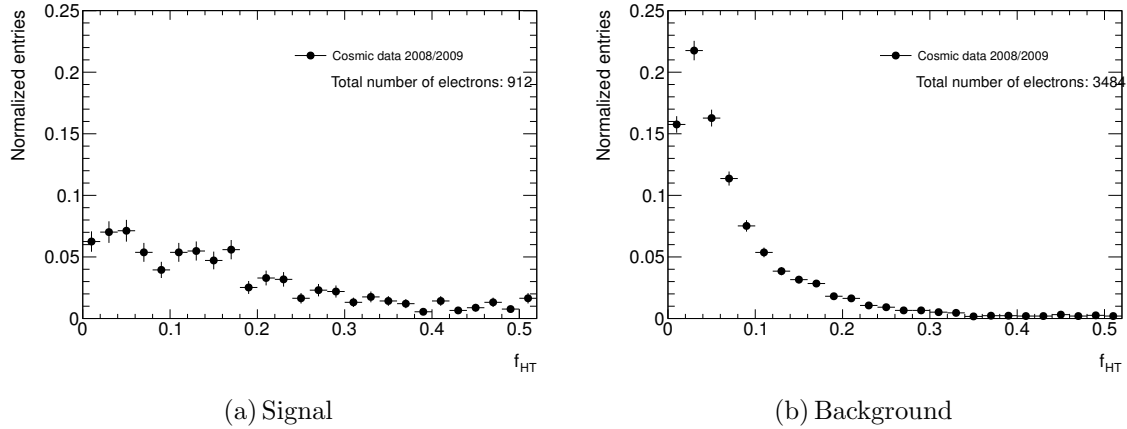 Normalized entries
0.25
0.2
0.15
0.1
0.05
0
Cosmic data 2008/2009
Total number of electrons: 912
0 0.1 0.2 0.3 0.4 0.5
f_HT
(a) Signal
Normalized entries
0.25
0.2
0.15
0.1
0.05
0
Cosmic data 2008/2009
Total number of electrons: 3484
0 0.1 0.2 0.3 0.4 0.5
f_HT
(b) Background